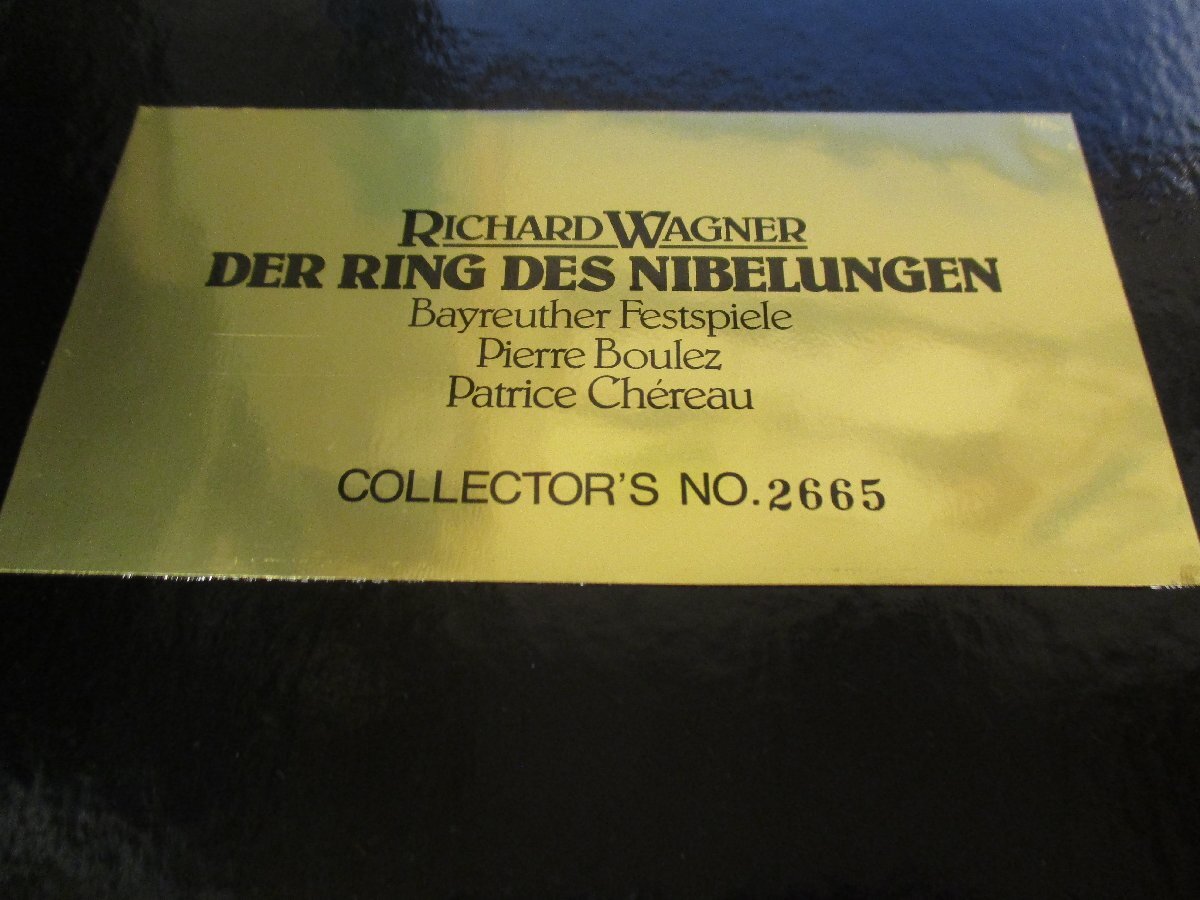 RICHARD WAGNER
DER RING DES NIBELUNGEN
Bayreuther Festspiele
Pierre Boulez
Patrice Chéreau
COLLECTOR'S NO. 2665